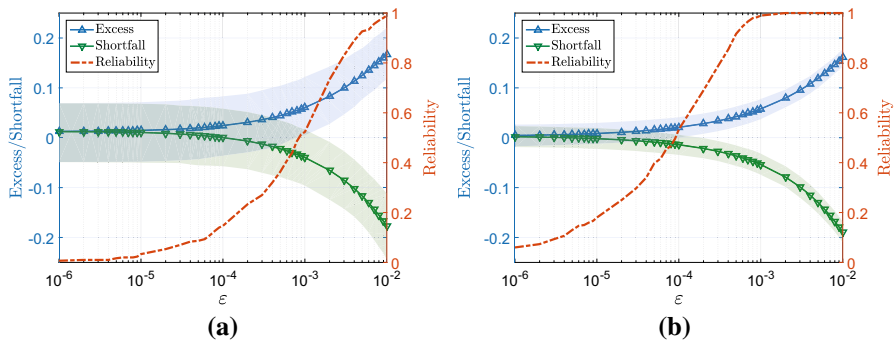 Excess
Shortfall
Reliability
0.2
0.1
0
-0.1
-0.2
Excess/Shortfall
1
0.8
0.6
0.4
0.2
0
Reliability
10-6
10-5
10-4
10-3
10-2
ε
(a)
Excess
Shortfall
Reliability
0.2
0.1
0
-0.1
-0.2
Excess/Shortfall
1
0.8
0.6
0.4
0.2
0
Reliability
10-6
10-5
10-4
10-3
10-2
ε
(b)